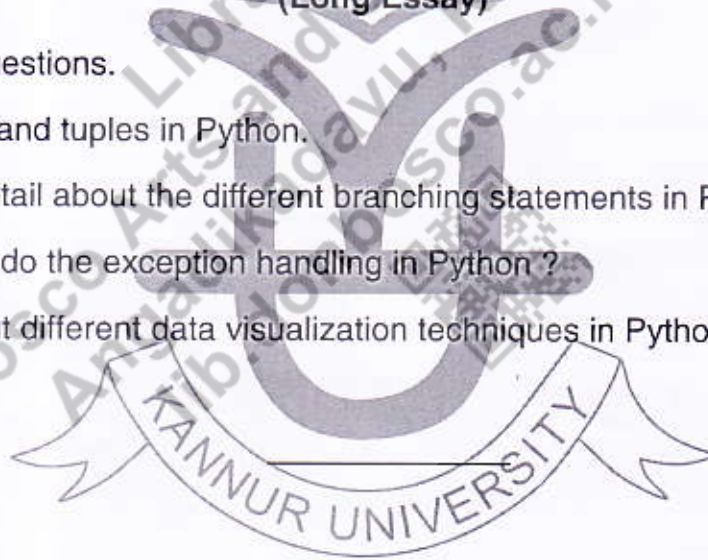 (Long Essay)
estions.
and tuples in Python.
tail about the different branching statements in P
do the exception handling in Python ?
t different data visualization techniques in Pytho
KANNUR UNIVERSITY